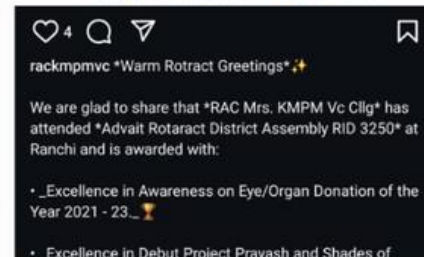 4
rackmpmvc *Warm Rotract Greetings*✨
We are glad to share that *RAC Mrs. KMPM Vc Cllg* has
attended *Advait Rotaract District Assembly RID 3250* at
Ranchi and is awarded with:
• _Excellence in Awareness on Eye/Organ Donation of the
Year 2021 - 23._🏆
• _Excellence in Debut Project Prayash and Shades of